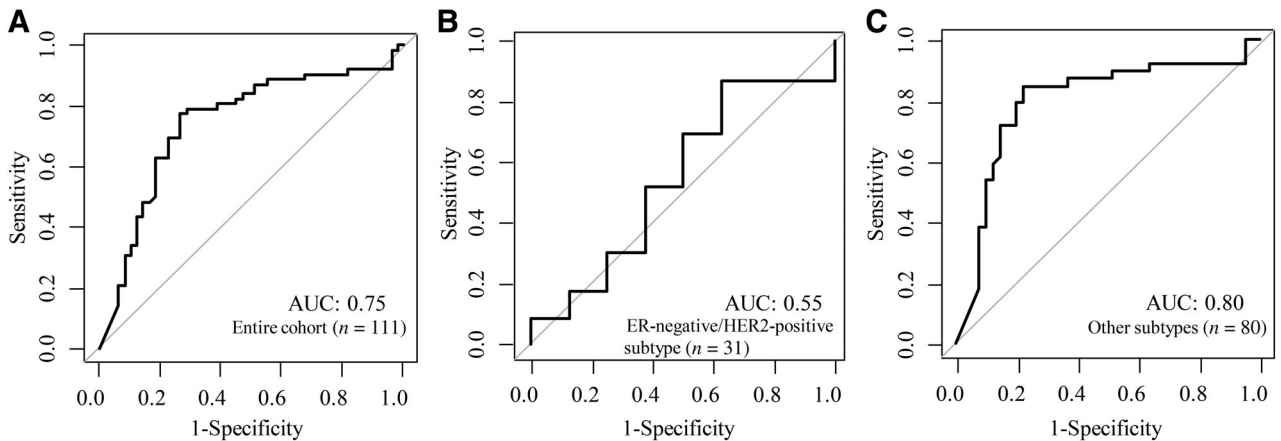 A
Sensitivity
1.0
0.8
0.6
0.4
0.2
0.0
AUC: 0.75
Entire cohort (n = 111)
0.0 0.2 0.4 0.6 0.8 1.0
1-Specificity
B
Sensitivity
1.0
0.8
0.6
0.4
0.2
0.0
AUC: 0.55
ER-negative/HER2-positive
subtype (n = 31)
0.0 0.2 0.4 0.6 0.8 1.0
1-Specificity
C
Sensitivity
1.0
0.8
0.6
0.4
0.2
0.0
AUC: 0.80
Other subtypes (n = 80)
0.0 0.2 0.4 0.6 0.8 1.0
1-Specificity